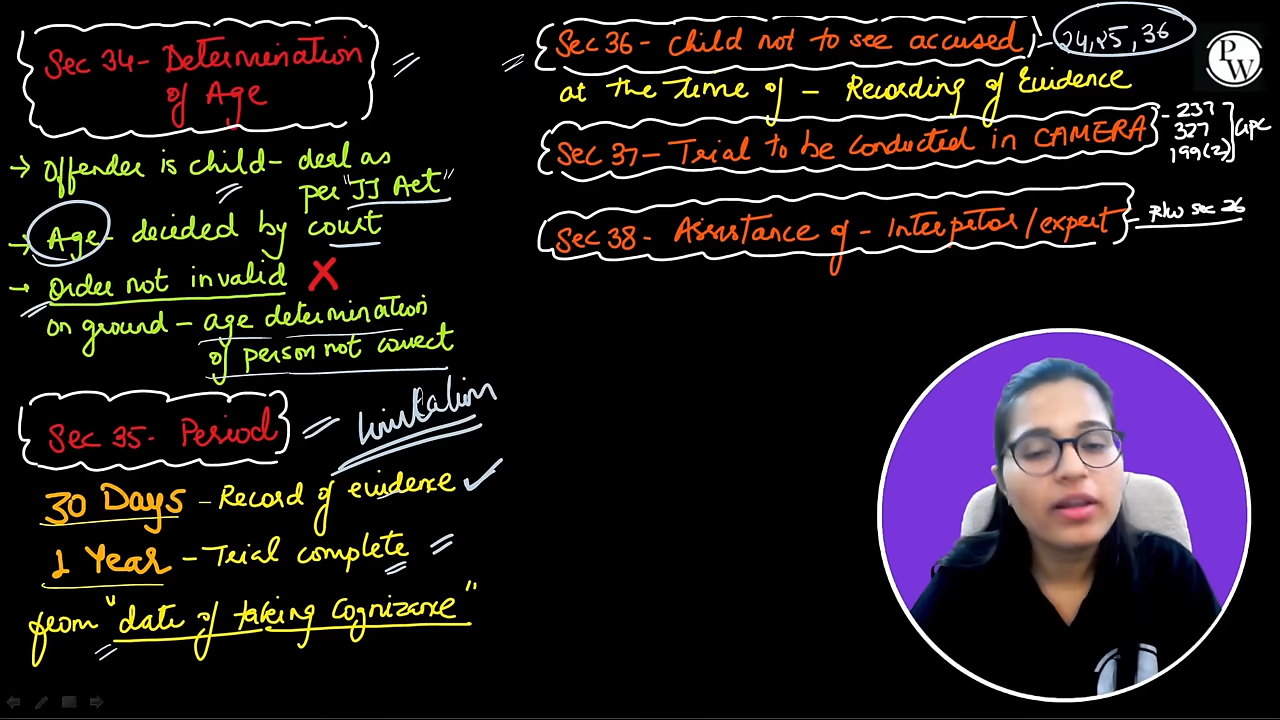 Sec 34 - Determination
of Age
→ Offender is child - deal as
per "JJ Act"
→ Age - decided by court
→ Order not invalid X
on ground - age determination
of person not correct
Sec 35 - Period
limitation
30 Days - Record of evidence ✓
1 Year - Trial complete
from "date of taking Cognizance"
Sec 36 - Child not to see accused - 24, 25, 36
at the time of - Recording of Evidence
Sec 37 - Trial to be conducted in CAMERA
- 237
327
199(2)
CrPC
Sec 38 - Assistance of - Interpetor/expert - R/w sec 26
PW